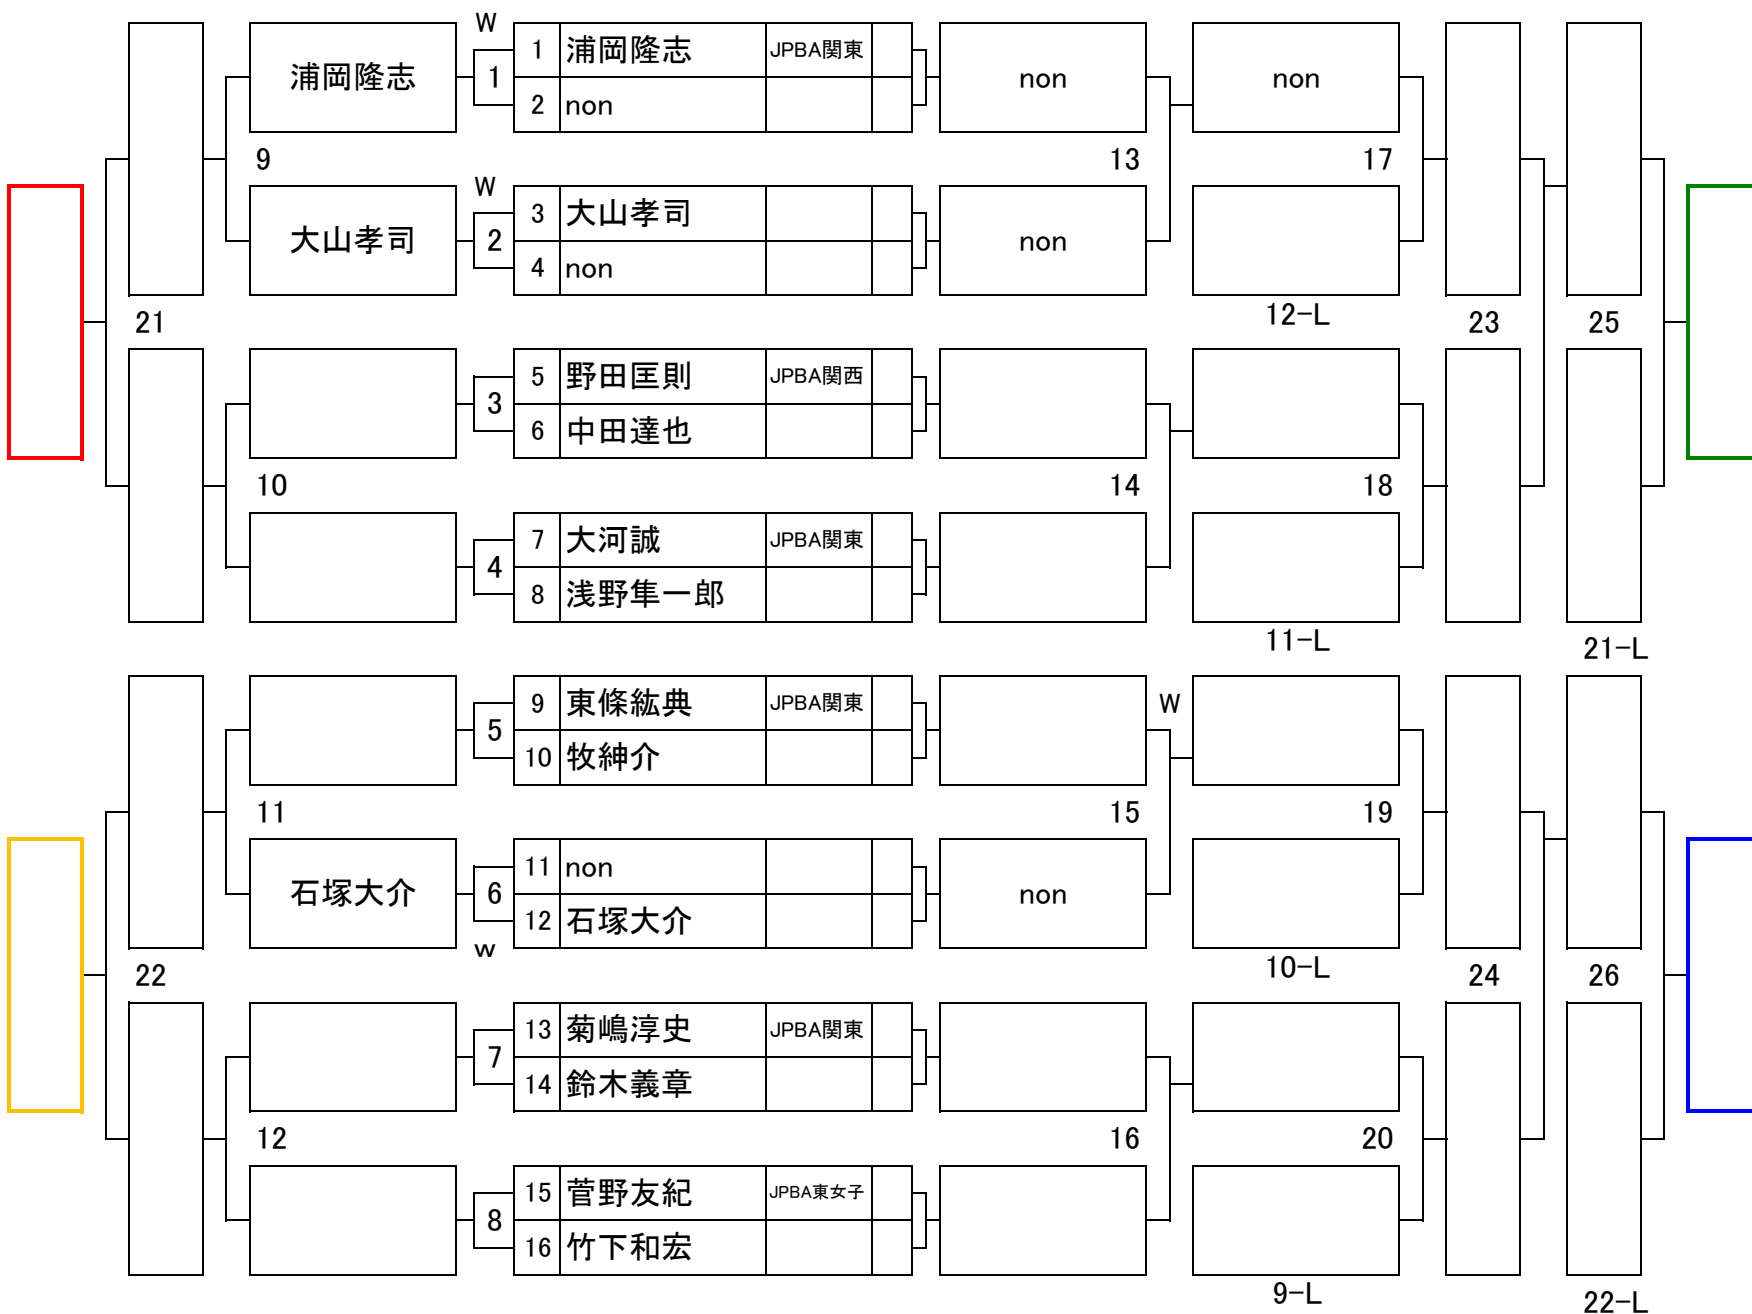 W
浦岡隆志 1 1 浦岡隆志 JPBA関東 non non
2 non
9 13 17
W
大山孝司 2 3 大山孝司 non
4 non
12-L
21 23 25
3 5 野田匡則 JPBA関西
6 中田達也
10 14 18
4 7 大河誠 JPBA関東
8 浅野隼一郎
11-L
21-L
5 9 東條紘典 JPBA関東 W
10 牧紳介
11 15 19
石塚大介 6 11 non non
12 石塚大介
w
10-L
22 24 26
7 13 菊嶋淳史 JPBA関東
14 鈴木義章
12 16 20
8 15 菅野友紀 JPBA東女子
16 竹下和宏
9-L
22-L